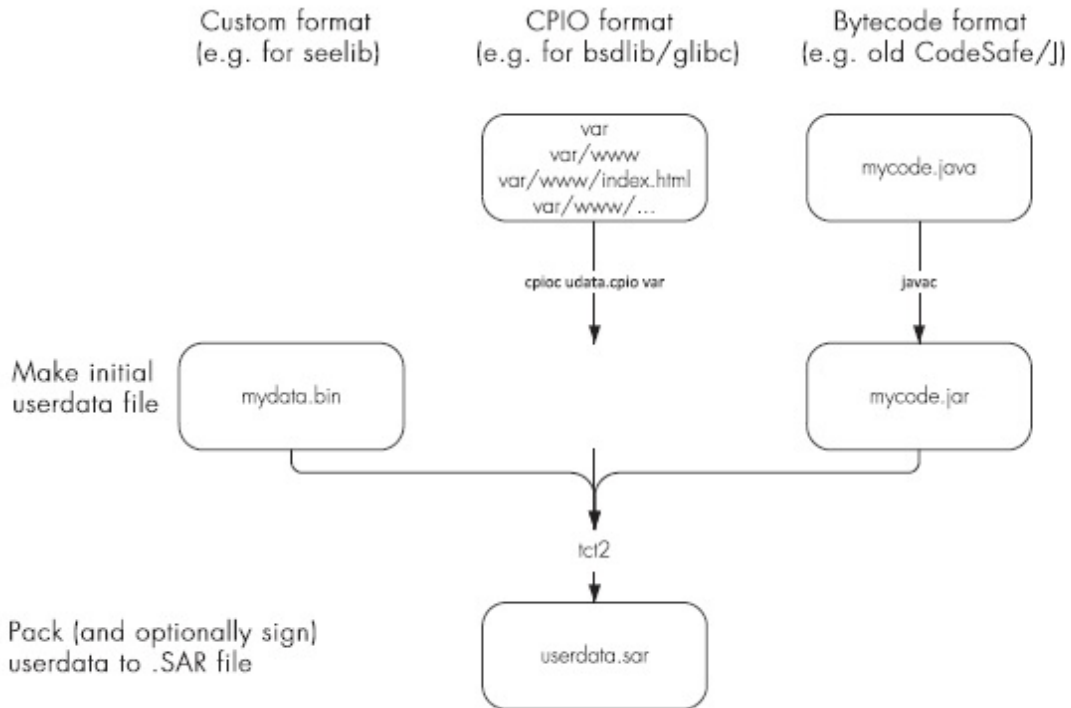 Custom format
(e.g. for seelib)
CPIO format
(e.g. for bsdlib/glibc)
Bytecode format
(e.g. old CodeSafe/J)
var
var/www
var/www/index.html
var/www/...
mycode.java
cpioc udata.cpio var
javac
Make initial
userdata file
mydata.bin
mycode.jar
tct2
Pack (and optionally sign)
userdata to .SAR file
userdata.sar